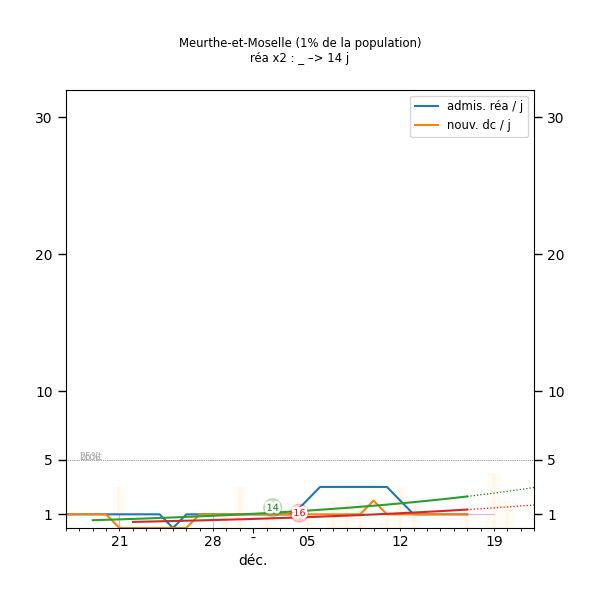 Meurthe-et-Moselle (1% de la population)
réa x2 : _ –> 14 j
admis. réa / j
nouv. dc / j
30 30
20 20
10 10
5 5
1 1
14
16
21 28 - 05 12 19
déc.